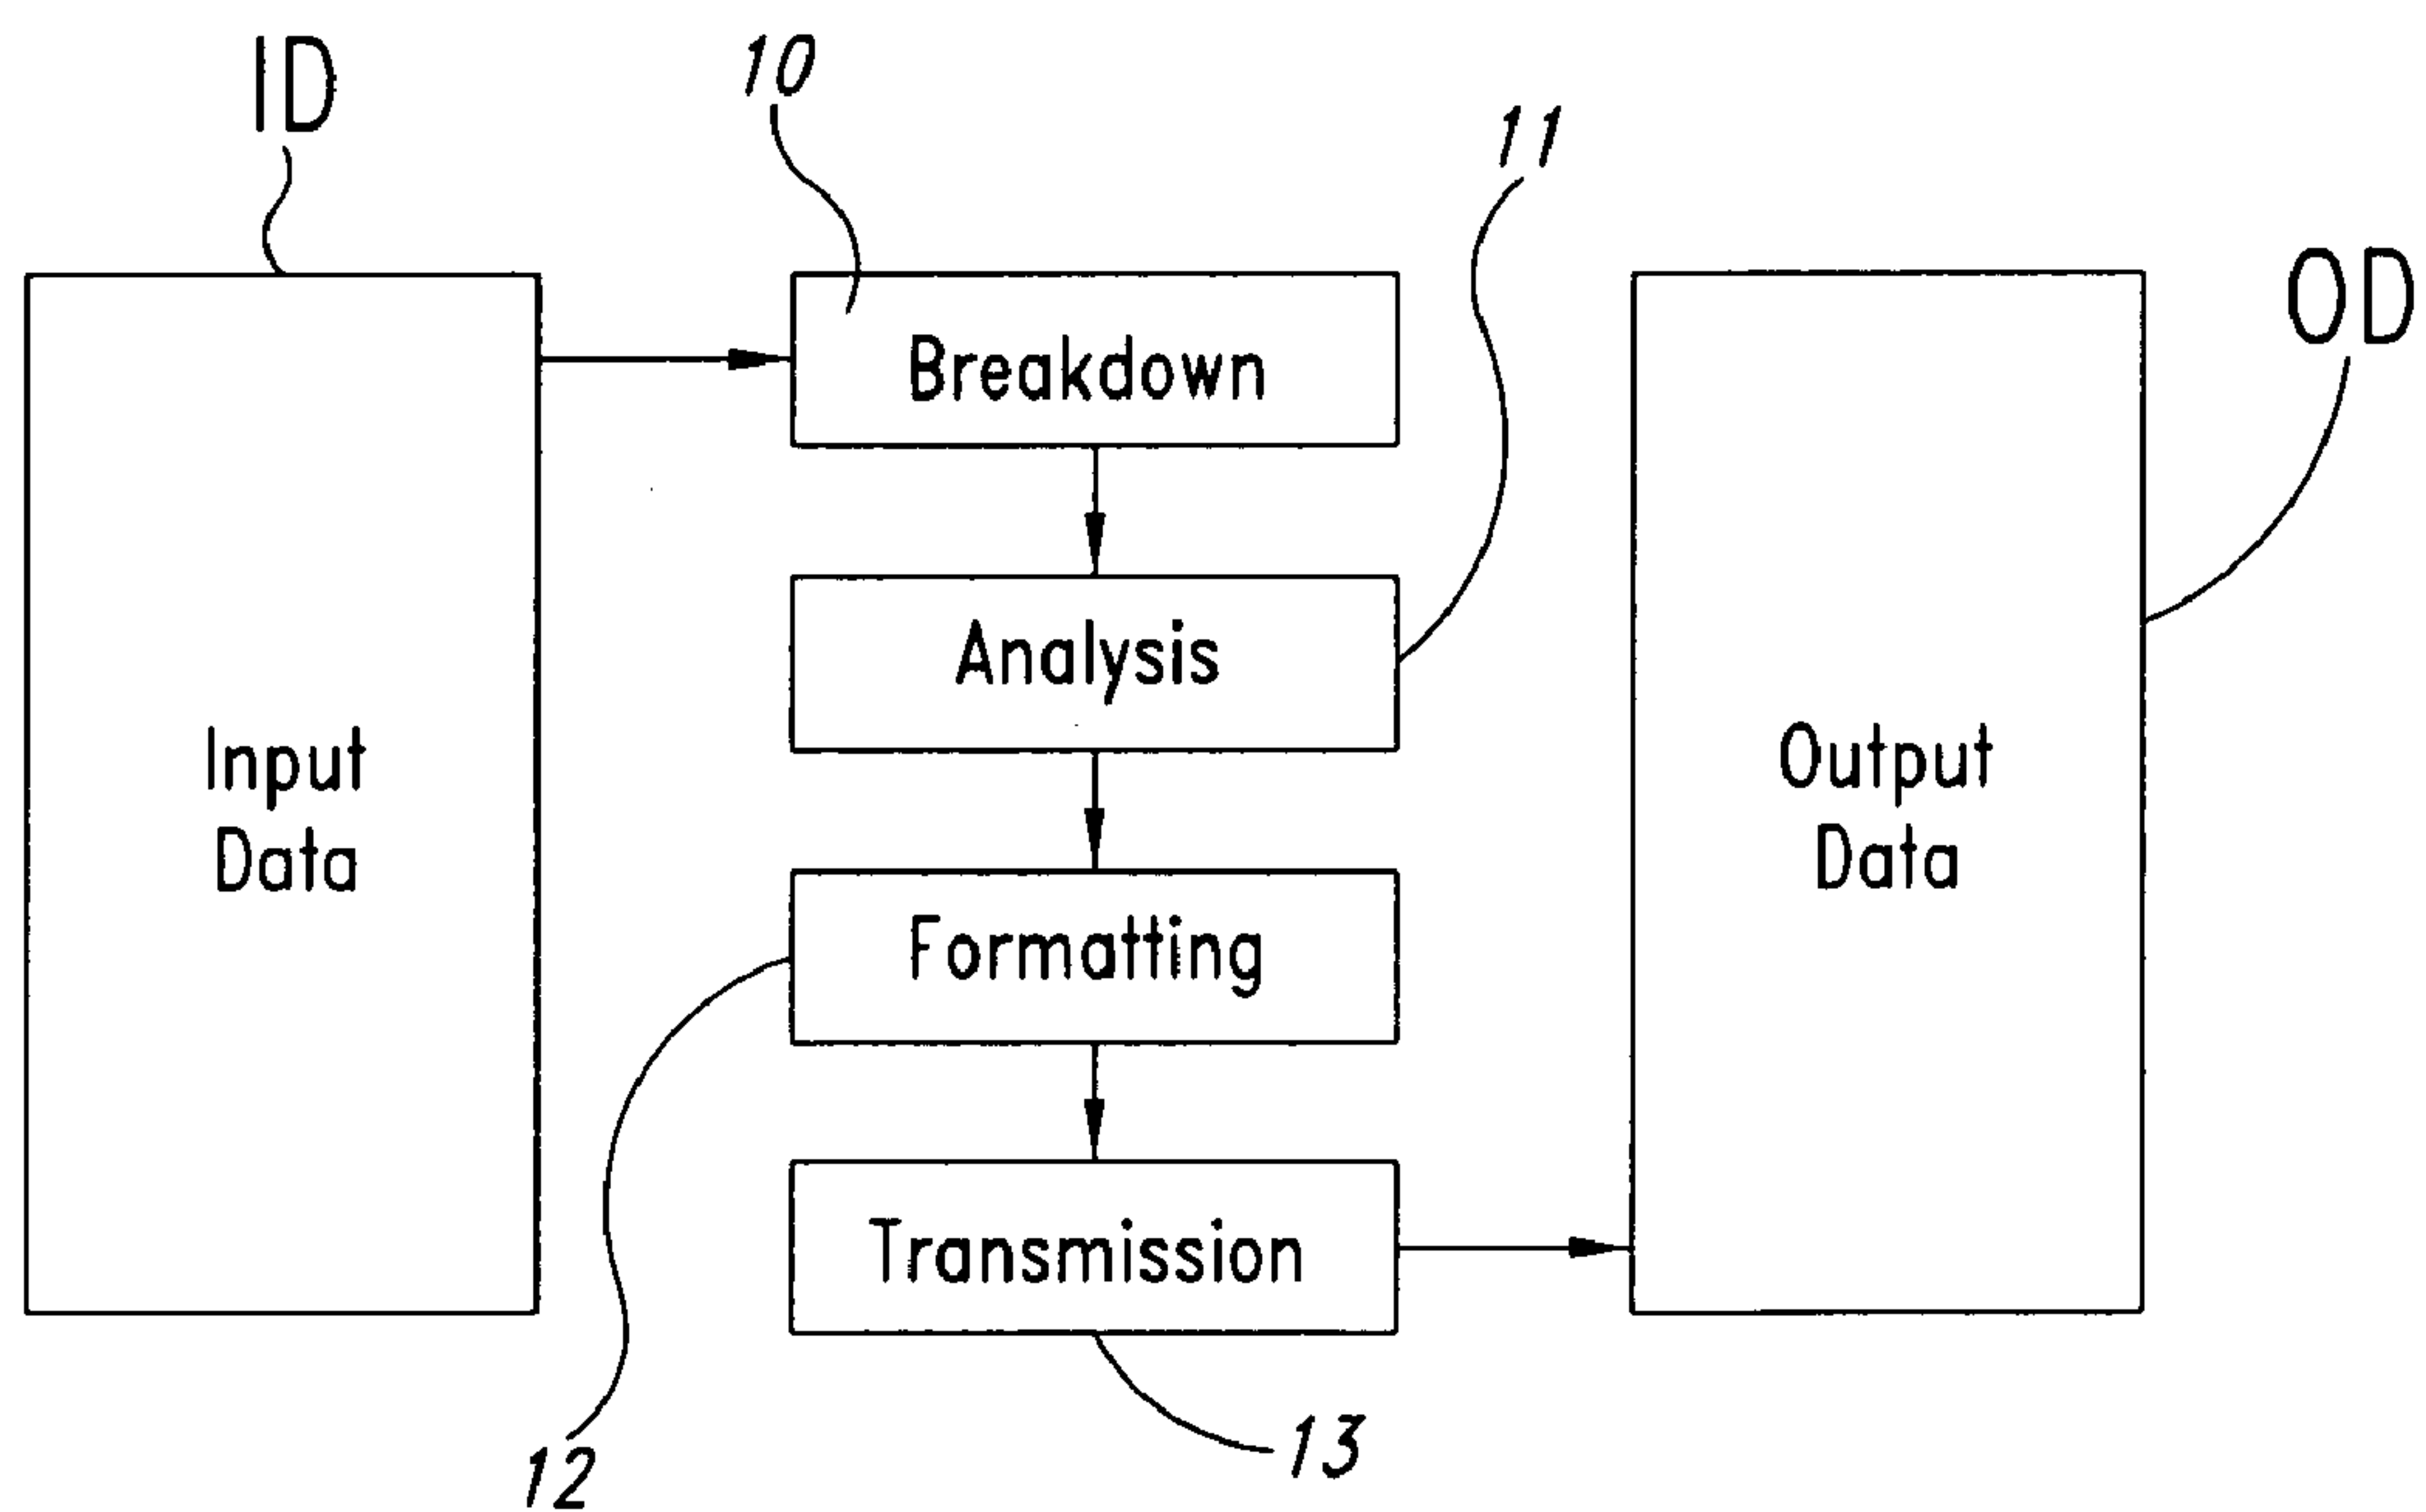 ID
10
11
OD
Breakdown
Analysis
Input
Data
Output
Data
Formatting
Transmission
12
13